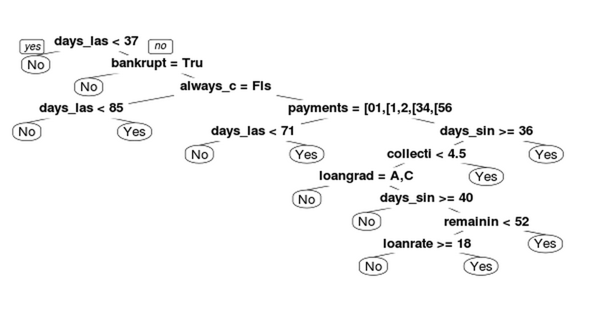 yes days_las < 37 no
No bankrupt = Tru
No always_c = Fls
days_las < 85 payments = [01,[1,2,[34,[56
No Yes days_las < 71 days_sin >= 36
No Yes collecti < 4.5 Yes
loangrad = A,C Yes
No days_sin >= 40
No remainin < 52
loanrate >= 18 Yes
No Yes